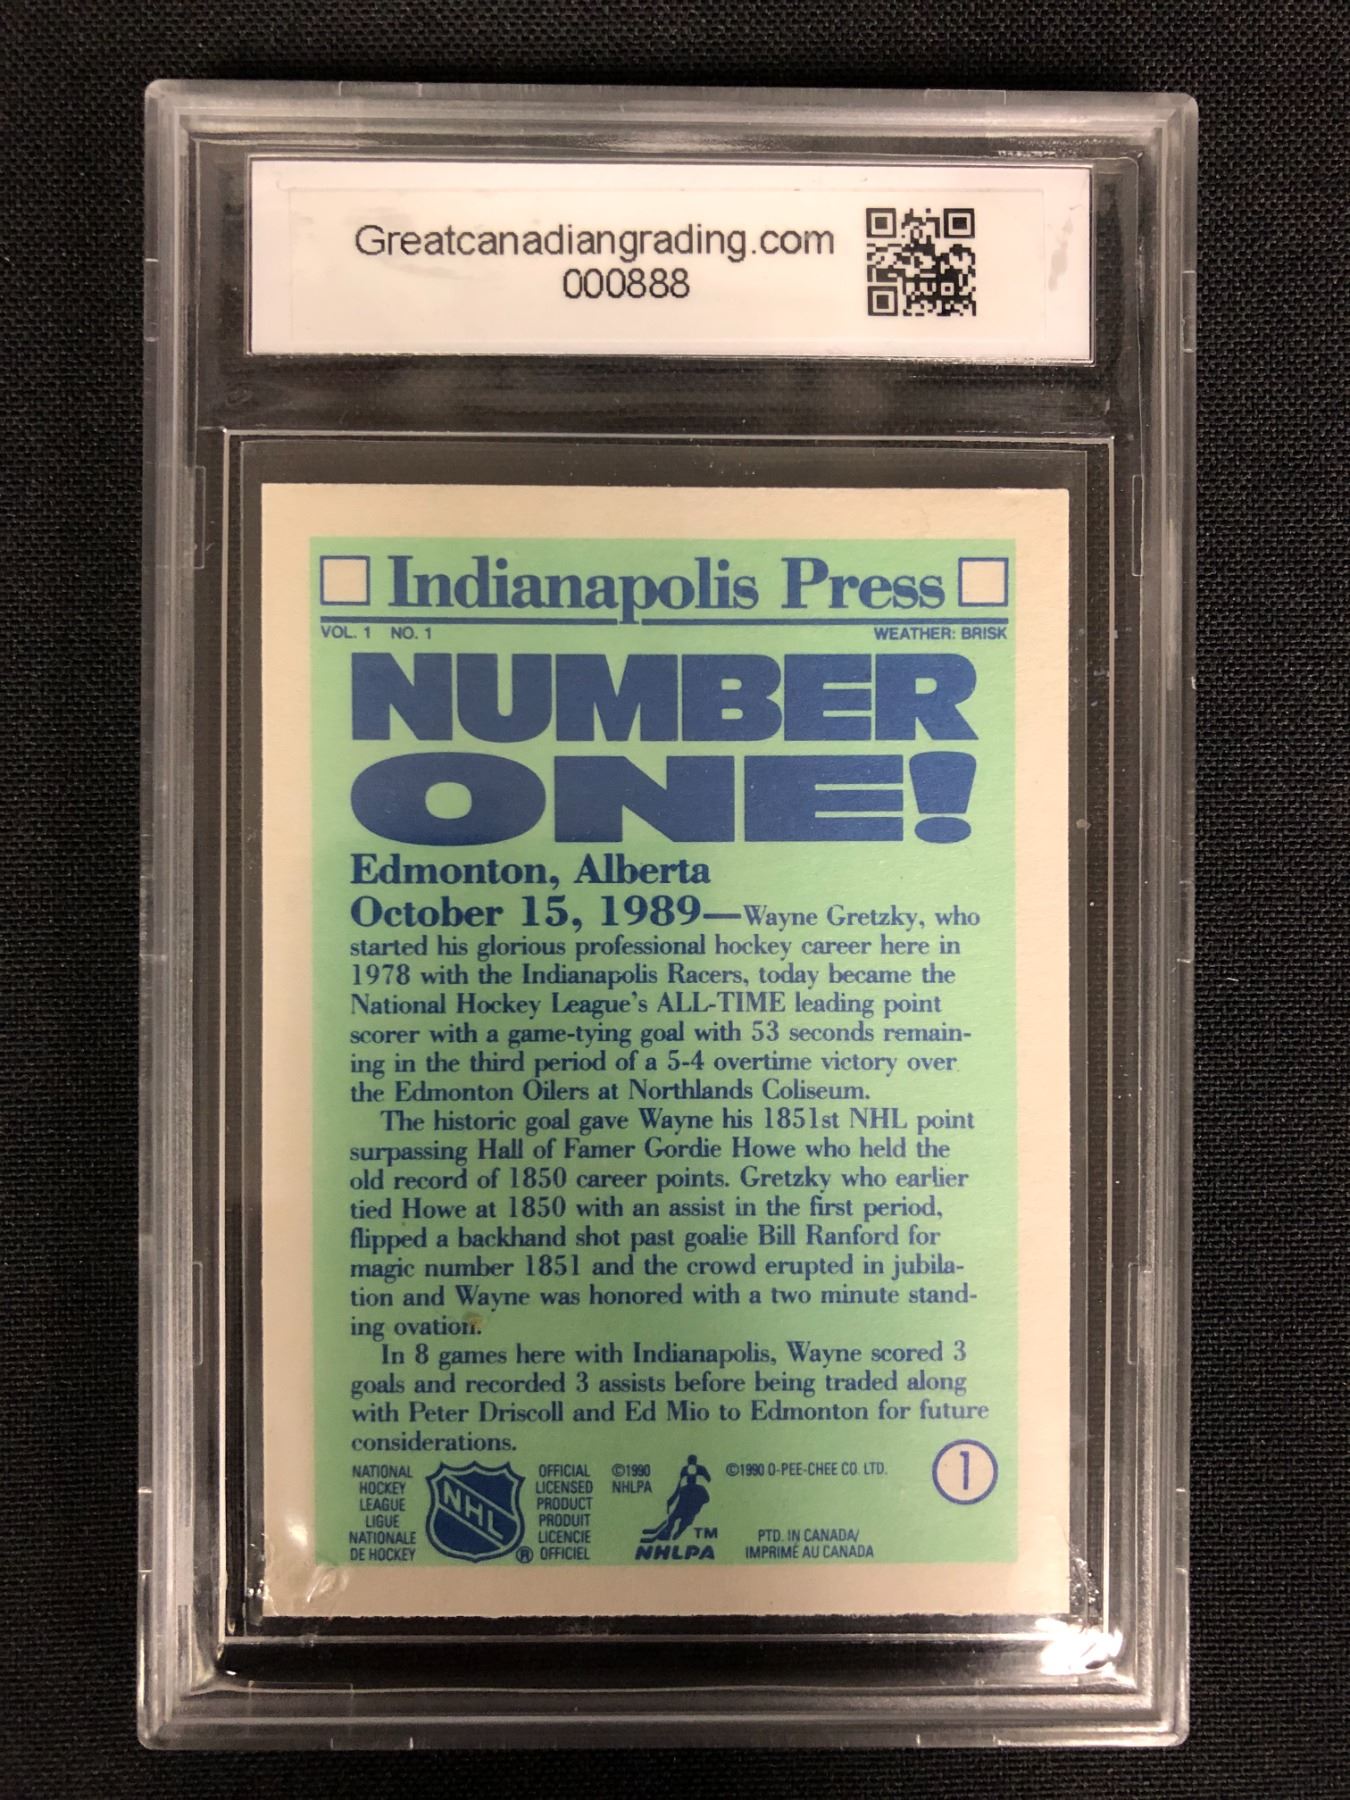 Greatcanadiangrading.com
000888
Indianapolis Press
VOL. 1 NO. 1 WEATHER: BRISK
NUMBER
ONE!
Edmonton, Alberta
October 15, 1989—Wayne Gretzky, who
started his glorious professional hockey career here in
1978 with the Indianapolis Racers, today became the
National Hockey League's ALL-TIME leading point
scorer with a game-tying goal with 53 seconds remain-
ing in the third period of a 5-4 overtime victory over
the Edmonton Oilers at Northlands Coliseum.
The historic goal gave Wayne his 1851st NHL point
surpassing Hall of Famer Gordie Howe who held the
old record of 1850 career points. Gretzky who earlier
tied Howe at 1850 with an assist in the first period,
flipped a backhand shot past goalie Bill Ranford for
magic number 1851 and the crowd erupted in jubila-
tion and Wayne was honored with a two minute stand-
ing ovation.
In 8 games here with Indianapolis, Wayne scored 3
goals and recorded 3 assists before being traded along
with Peter Driscoll and Ed Mio to Edmonton for future
considerations.
NATIONAL
HOCKEY
LEAGUE
LIGUE
NATIONALE
DE HOCKEY
NHL
®
OFFICIAL
LICENSED
PRODUCT
PRODUIT
LICENCIE
OFFICIEL
©1990
NHLPA
TM
NHLPA
©1990 O-PEE-CHEE CO. LTD.
PTD. IN CANADA/
IMPRIMÉ AU CANADA
1